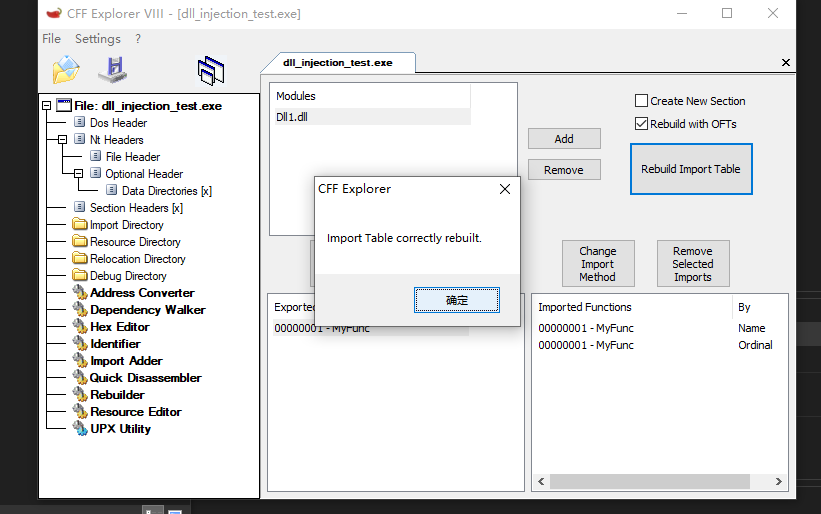 CFF Explorer VIII - [dll_injection_test.exe]
File Settings ?
dll_injection_test.exe
File: dll_injection_test.exe
Dos Header
Nt Headers
File Header
Optional Header
Data Directories [x]
Section Headers [x]
Import Directory
Resource Directory
Relocation Directory
Debug Directory
Address Converter
Dependency Walker
Hex Editor
Identifier
Import Adder
Quick Disassembler
Rebuilder
Resource Editor
UPX Utility
Modules
Dll1.dll
Add
Remove
Create New Section
Rebuild with OFTs
Rebuild Import Table
CFF Explorer
Import Table correctly rebuilt.
确定
Change
Import
Method
Remove
Selected
Imports
Exported
00000001 - MyFunc
Imported Functions By
00000001 - MyFunc Name
00000001 - MyFunc Ordinal